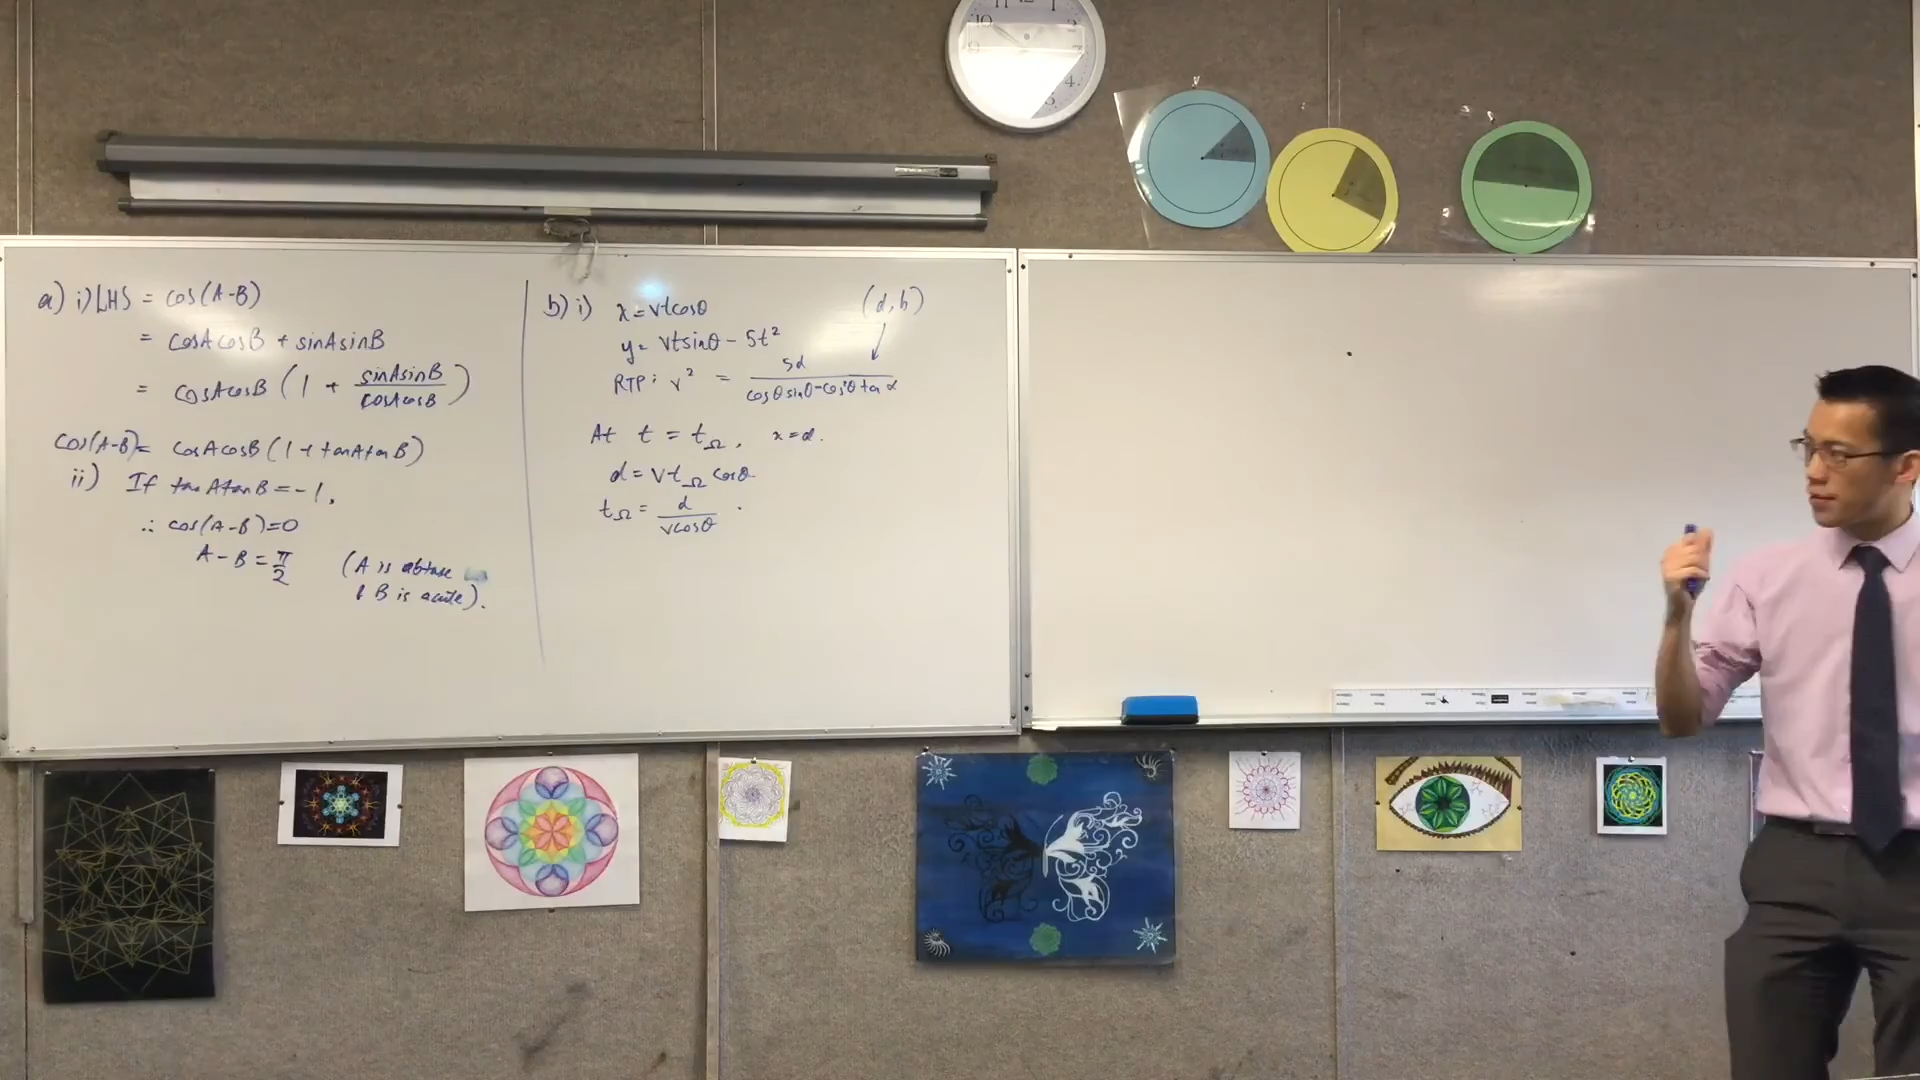 a) i) LHS = cos(A-B)
= cosAcosB + sinAsinB
= cosAcosB (1 + sinAsinB/cosAcosB)
cos(A-B) = cosAcosB (1 + tanAtanB)
ii) If tanAtanB = -1,
∴ cos(A-B) = 0
A - B = π/2 (A is obtuse
& B is acute).
b) i) x = vtcosθ (d, h)
y = vtsinθ - 5t²
RTP: v² = 5d/cosθsinθ-cos²θtanα
At t = tΩ, x = d.
d = vtΩ cosθ
tΩ = d/vcosθ .